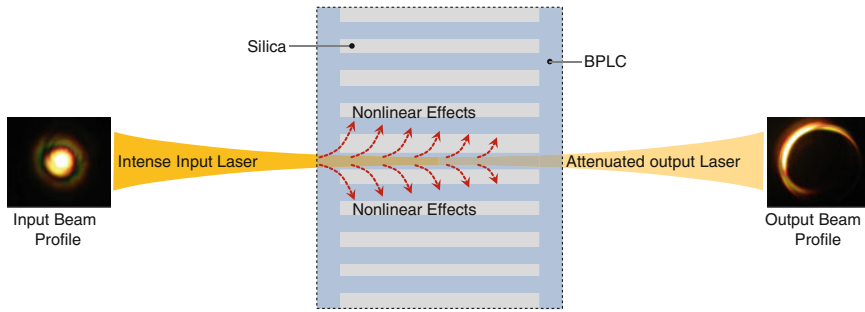 Silica
BPLC
Nonlinear Effects
Intense Input Laser
Attenuated output Laser
Nonlinear Effects
Input Beam
Profile
Output Beam
Profile